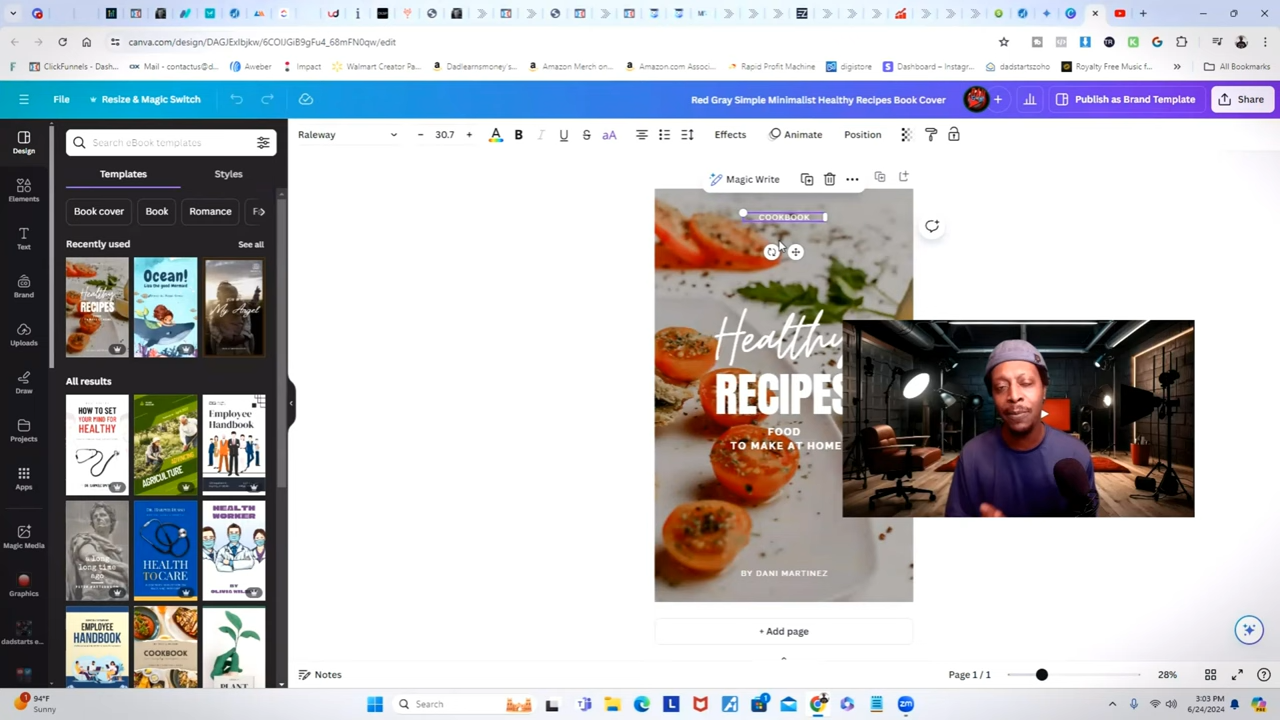 canva.com/design/DAGJExlbjkw/6COUGiB9gFu4_68mFN0qw/edit
ClickFunnels - Dash...
Mail - contactus@d...
Aweber
Impact
Walmart Creator Pa...
Dadlearnsmoney's...
Amazon Merch on...
Amazon.com Associ...
Rapid Profit Machine
digistore
Dashboard – Instagr...
dadstartszoho
Royalty Free Music f...
All Bookmarks
File
Resize & Magic Switch
Red Gray Simple Minimalist Healthy Recipes Book Cover
Publish as Brand Template
Share
Design
Elements
Text
Brand
Uploads
Draw
Projects
Apps
Magic Media
Graphics
dadstarts e...
Search eBook templates
Templates
Styles
Book cover
Book
Romance
Recently used
See all
Healthy
RECIPES
Ocean!
My Angel
All results
HOW TO SET
YOUR MIND FOR
HEALTHY
AGRICULTURE
Employee
Handbook
a long
long time
ago
HEALTH
TO CARE
HEALTH
WORKER
EMPLOYEE
HANDBOOK
COOKBOOK
PLANT
Raleway
– 30.7 +
A
B
I
U
S
aA
Effects
Animate
Position
Magic Write
COOKBOOK
Healthy
RECIPES
FOOD
TO MAKE AT HOME
BY DANI MARTINEZ
+ Add page
Notes
Page 1 / 1
28%
94°F
Sunny
Search
3:03 PM
6/24/2024